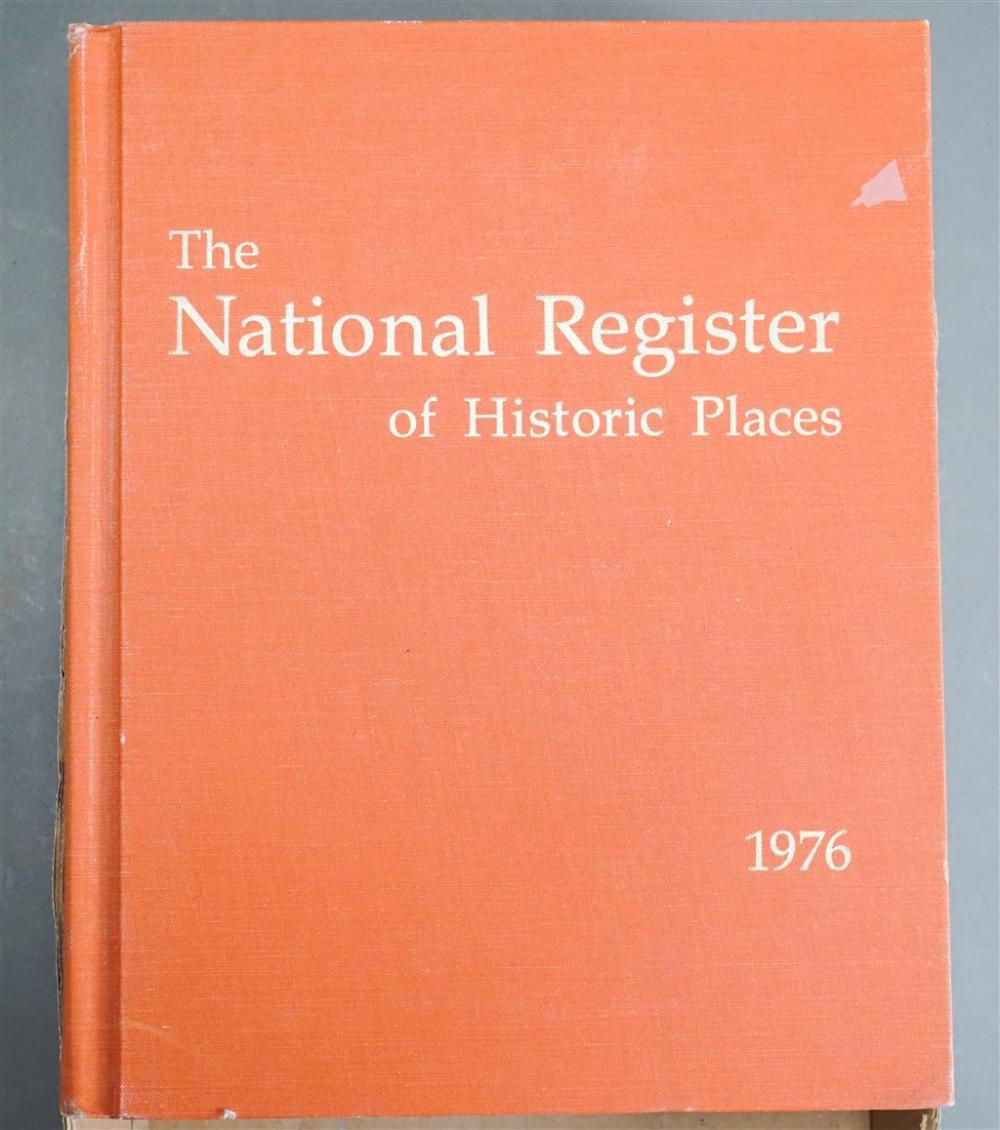 The
National Register
of Historic Places
1976